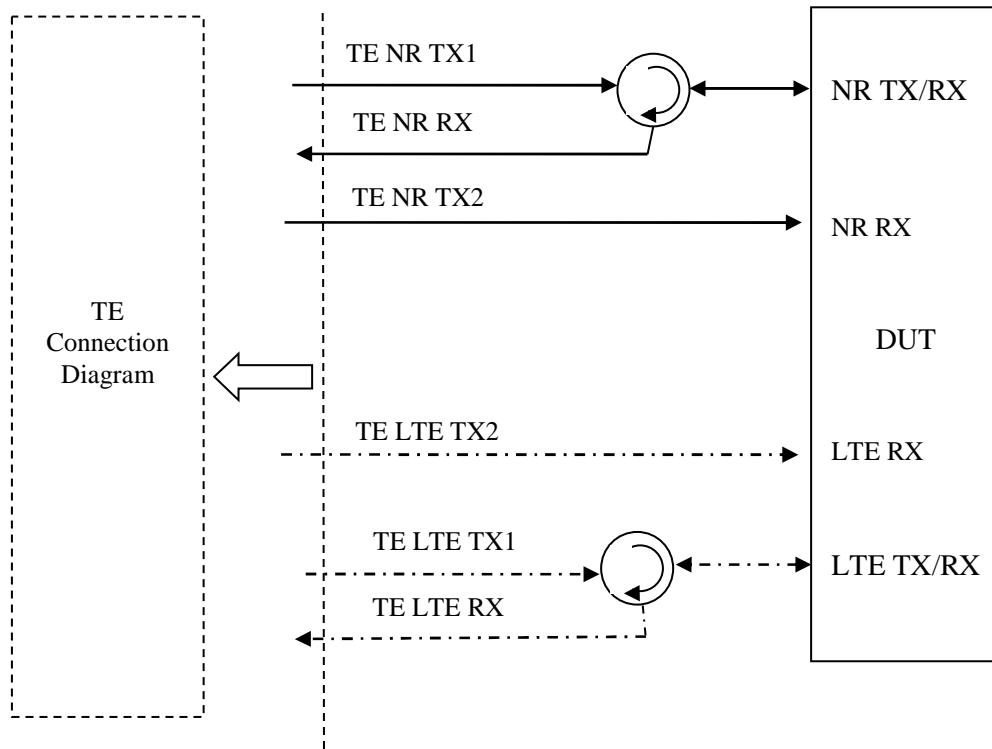 TE NR TX1
NR TX/RX
TE NR RX
TE NR TX2
NR RX
TE
Connection
Diagram
DUT
TE LTE TX2
LTE RX
TE LTE TX1
LTE TX/RX
TE LTE RX